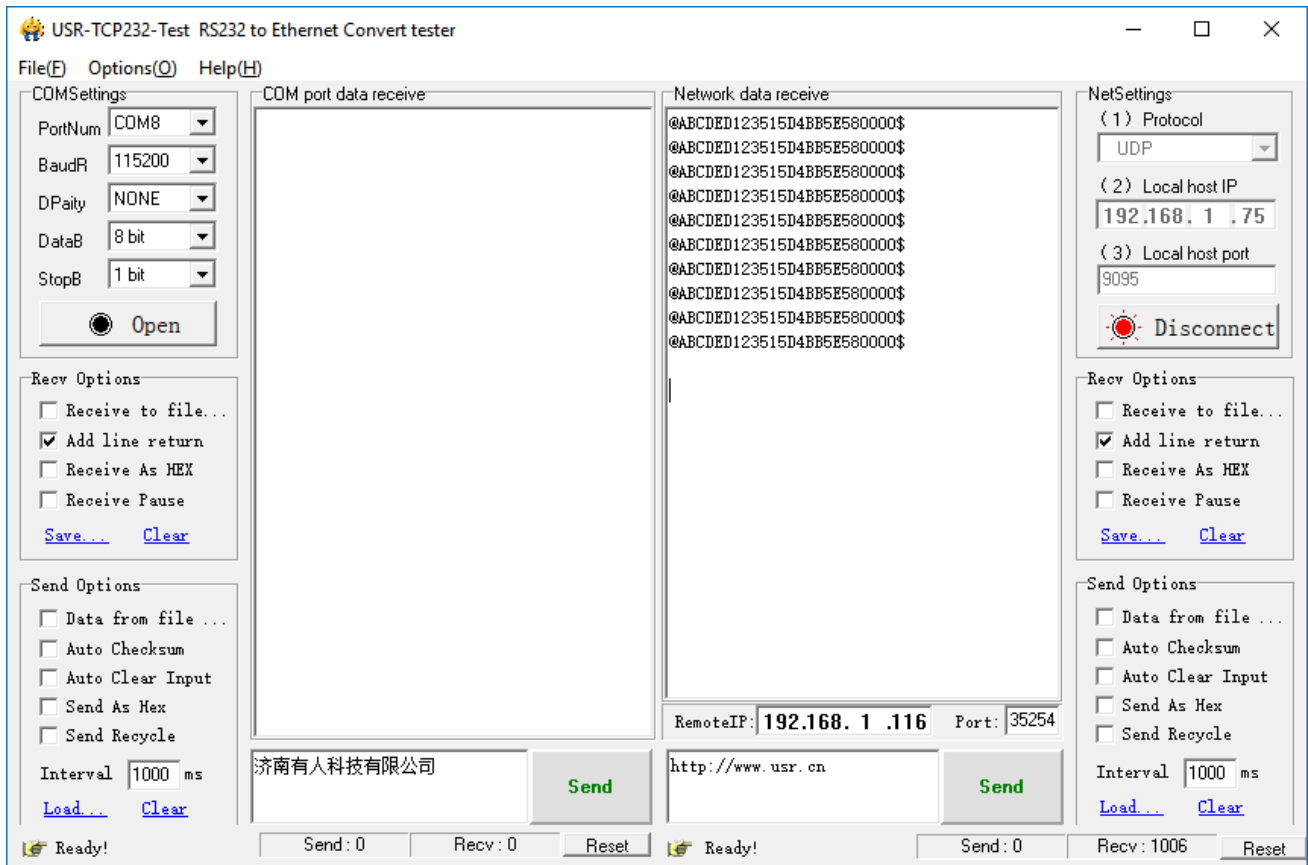 USR-TCP232-Test RS232 to Ethernet Convert tester
File(F) Options(O) Help(H)
COMSettings
PortNum COM8
BaudR 115200
DPaity NONE
DataB 8 bit
StopB 1 bit
Open
Recv Options
Receive to file...
Add line return
Receive As HEX
Receive Pause
Save... Clear
Send Options
Data from file ...
Auto Checksum
Auto Clear Input
Send As Hex
Send Recycle
Interval 1000 ms
Load... Clear
Ready!
COM port data receive
济南有人科技有限公司
Send
Send : 0 Recv : 0 Reset
Network data receive
@ABCDED123515D4BB5E580000$
@ABCDED123515D4BB5E580000$
@ABCDED123515D4BB5E580000$
@ABCDED123515D4BB5E580000$
@ABCDED123515D4BB5E580000$
@ABCDED123515D4BB5E580000$
@ABCDED123515D4BB5E580000$
@ABCDED123515D4BB5E580000$
@ABCDED123515D4BB5E580000$
@ABCDED123515D4BB5E580000$
RemoteIP: 192.168. 1 .116 Port: 35254
http://www.usr.cn
Send
Ready! Send : 0 Recv : 1006 Reset
NetSettings
(1) Protocol
UDP
(2) Local host IP
192.168. 1 .75
(3) Local host port
9095
Disconnect
Recv Options
Receive to file...
Add line return
Receive As HEX
Receive Pause
Save... Clear
Send Options
Data from file ...
Auto Checksum
Auto Clear Input
Send As Hex
Send Recycle
Interval 1000 ms
Load... Clear